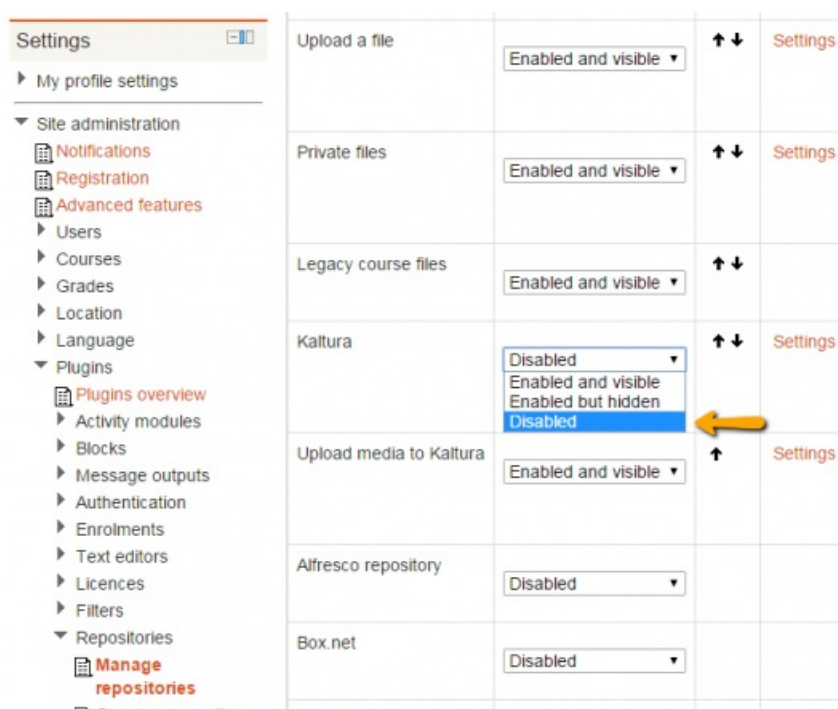 Settings
My profile settings
Site administration
Notifications
Registration
Advanced features
Users
Courses
Grades
Location
Language
Plugins
Plugins overview
Activity modules
Blocks
Message outputs
Authentication
Enrolments
Text editors
Licences
Filters
Repositories
Manage
repositories
Upload a file
Enabled and visible
Settings
Private files
Enabled and visible
Settings
Legacy course files
Enabled and visible
Kaltura
Disabled
Settings
Enabled and visible
Enabled but hidden
Disabled
Upload media to Kaltura
Enabled and visible
Settings
Alfresco repository
Disabled
Box.net
Disabled